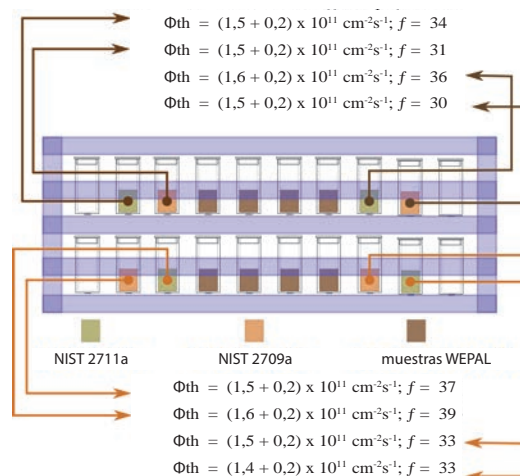 Φth = (1,5 + 0,2) x 10¹¹ cm⁻²s⁻¹; f = 34
Φth = (1,5 + 0,2) x 10¹¹ cm⁻²s⁻¹; f = 31
Φth = (1,6 + 0,2) x 10¹¹ cm⁻²s⁻¹; f = 36
Φth = (1,5 + 0,2) x 10¹¹ cm⁻²s⁻¹; f = 30
NIST 2711a NIST 2709a muestras WEPAL
Φth = (1,5 + 0,2) x 10¹¹ cm⁻²s⁻¹; f = 37
Φth = (1,6 + 0,2) x 10¹¹ cm⁻²s⁻¹; f = 39
Φth = (1,5 + 0,2) x 10¹¹ cm⁻²s⁻¹; f = 33
Φth = (1,4 + 0,2) x 10¹¹ cm⁻²s⁻¹; f = 33